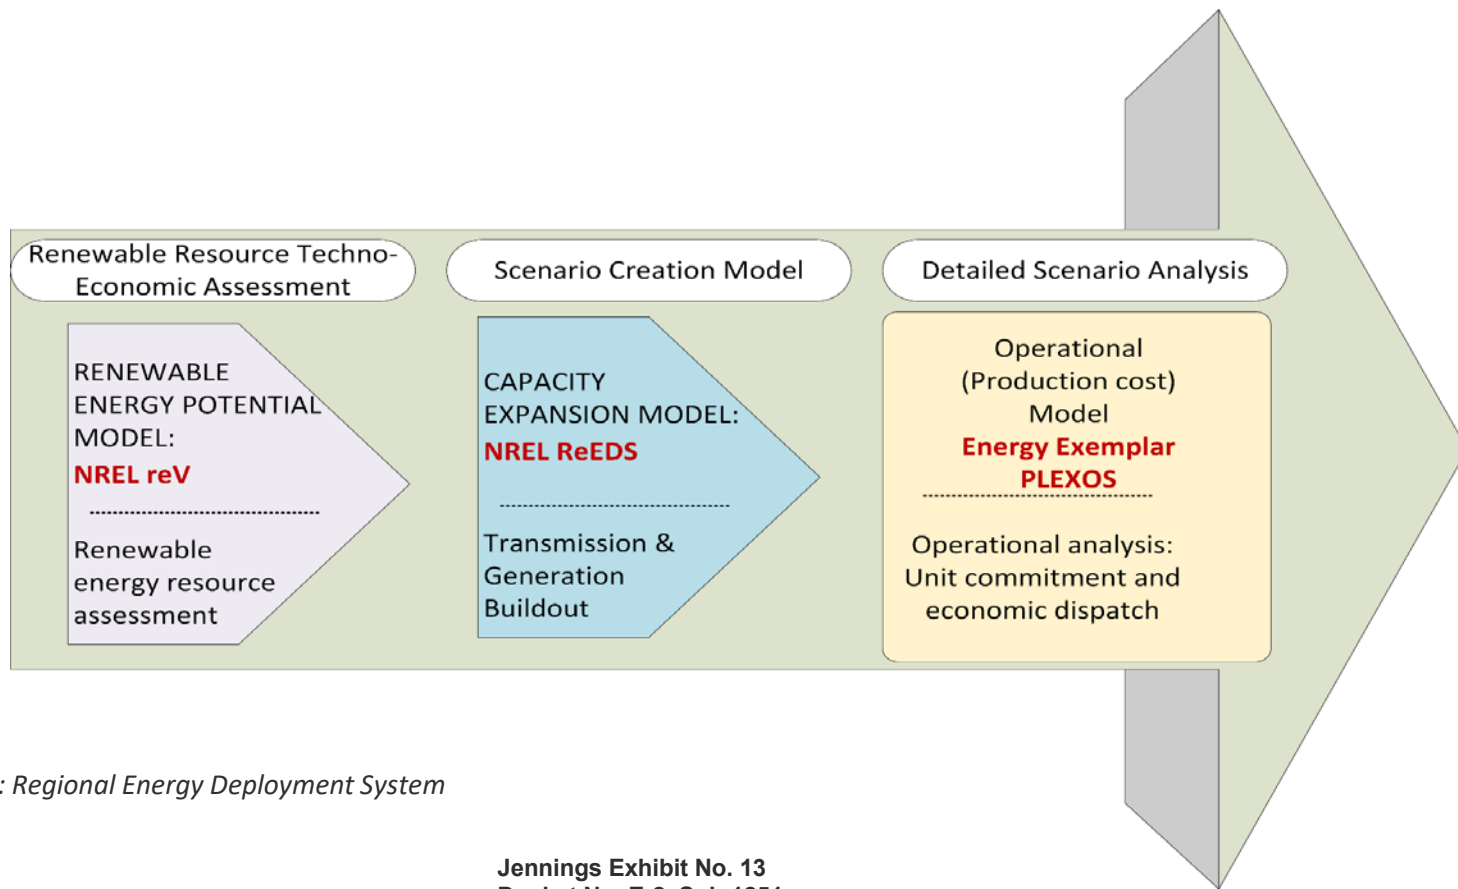 Renewable Resource Techno-
Economic Assessment
Scenario Creation Model
Detailed Scenario Analysis
RENEWABLE
ENERGY POTENTIAL
MODEL:
NREL reV
Renewable
energy resource
assessment
CAPACITY
EXPANSION MODEL:
NREL ReEDS
Transmission &
Generation
Buildout
Operational
(Production cost)
Model
Energy Exemplar
PLEXOS
Operational analysis:
Unit commitment and
economic dispatch
: Regional Energy Deployment System
Jennings Exhibit No. 13